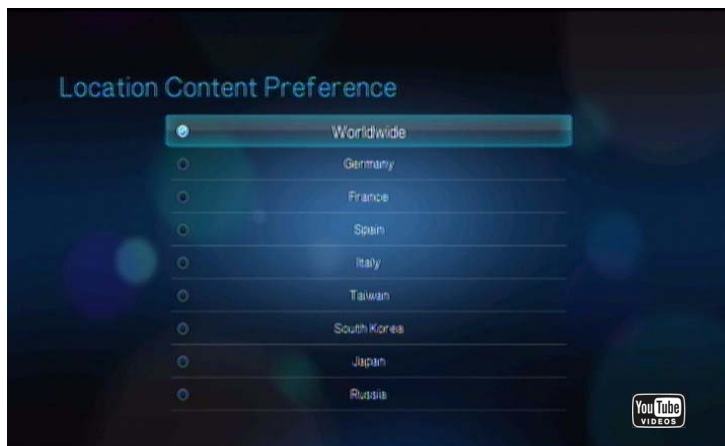 Location Content Preference
Worldwide
Germany
France
Spain
Italy
Taiwan
South Korea
Japan
Russia
YouTube
VIDEOS